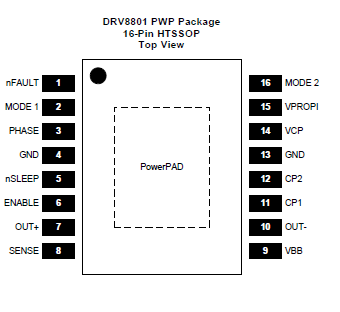 DRV8801 PWP Package
16-Pin HTSSOP
Top View
nFAULT 1 16 MODE 2
MODE 1 2 15 VPROPI
PHASE 3 14 VCP
GND 4 13 GND
PowerPAD
nSLEEP 5 12 CP2
ENABLE 6 11 CP1
OUT+ 7 10 OUT-
SENSE 8 9 VBB